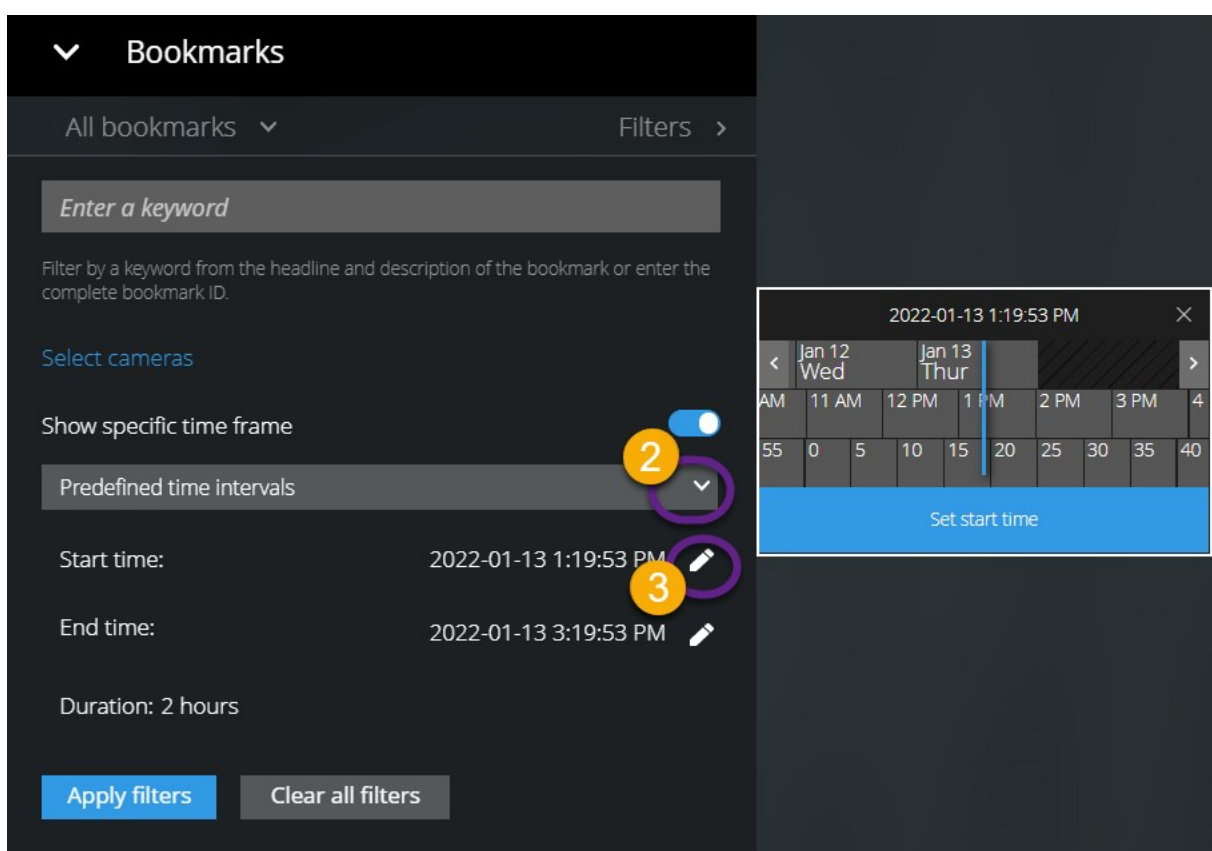 Bookmarks
All bookmarks
Filters
Enter a keyword
Filter by a keyword from the headline and description of the bookmark or enter the
complete bookmark ID.
Select cameras
Show specific time frame
2
Predefined time intervals
Start time:
2022-01-13 1:19:53 PM
3
End time:
2022-01-13 3:19:53 PM
Duration: 2 hours
Apply filters
Clear all filters
2022-01-13 1:19:53 PM
Jan 12
Wed
Jan 13
Thur
AM 11 AM 12 PM 1 PM 2 PM 3 PM 4
55 0 5 10 15 20 25 30 35 40
Set start time